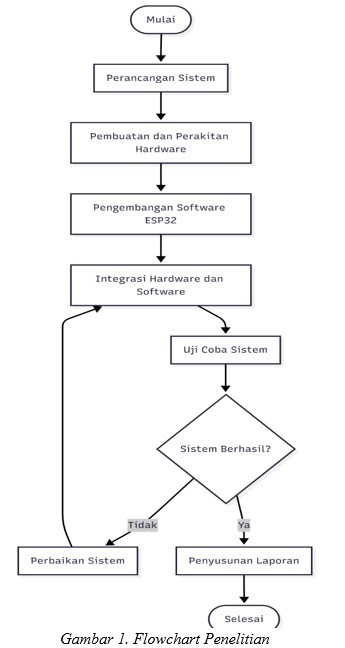 Mulai
Perancangan Sistem
Pembuatan dan Perakitan
Hardware
Pengembangan Software
ESP32
Integrasi Hardware dan
Software
Uji Coba Sistem
Sistem Berhasil?
Tidak
Ya
Perbaikan Sistem
Penyusunan Laporan
Selesai
Gambar 1. Flowchart Penelitian